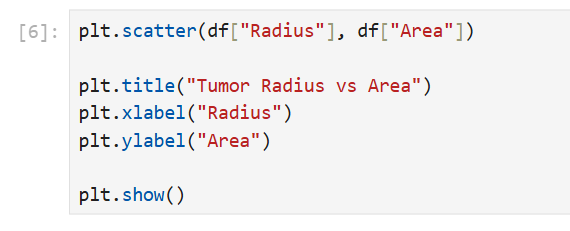 [6]: plt.scatter(df["Radius"], df["Area"])
plt.title("Tumor Radius vs Area")
plt.xlabel("Radius")
plt.ylabel("Area")
plt.show()